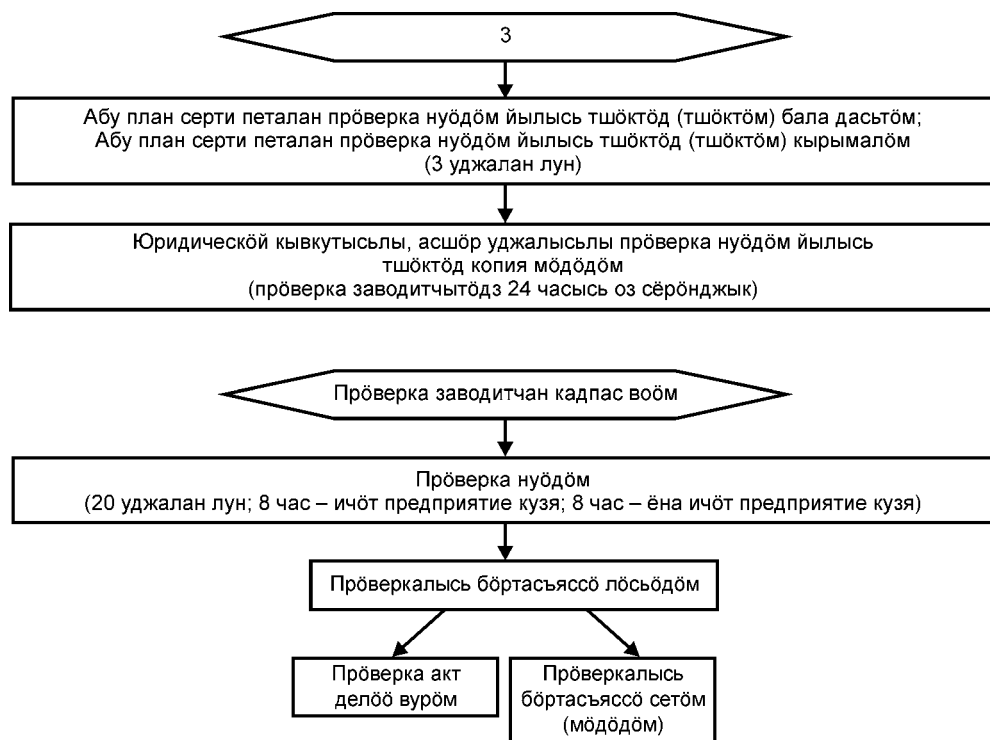 3
Абу план серти петалан прӧверка нуӧдӧм йылысь тшӧктӧд (тшӧктӧм) бала дасьтӧм;
Абу план серти петалан прӧверка нуӧдӧм йылысь тшӧктӧд (тшӧктӧм) кырымалӧм
(3 уджалан лун)
Юридическӧй кывкутысьлы, асшӧр уджалысьлы прӧверка нуӧдӧм йылысь
тшӧктӧд копия мӧдӧдӧм
(прӧверка заводитчытӧдз 24 часысь оз сёрӧнджык)
Прӧверка заводитчан кадпас воӧм
Прӧверка нуӧдӧм
(20 уджалан лун; 8 час – ичӧт предприятие кузя; 8 час – ёна ичӧт предприятие кузя)
Прӧверкалысь бӧртасъяссӧ лӧсьӧдӧм
Прӧверка акт
делӧӧ вурӧм
Прӧверкалысь
бӧртасъяссӧ сетӧм
(мӧдӧдӧм)